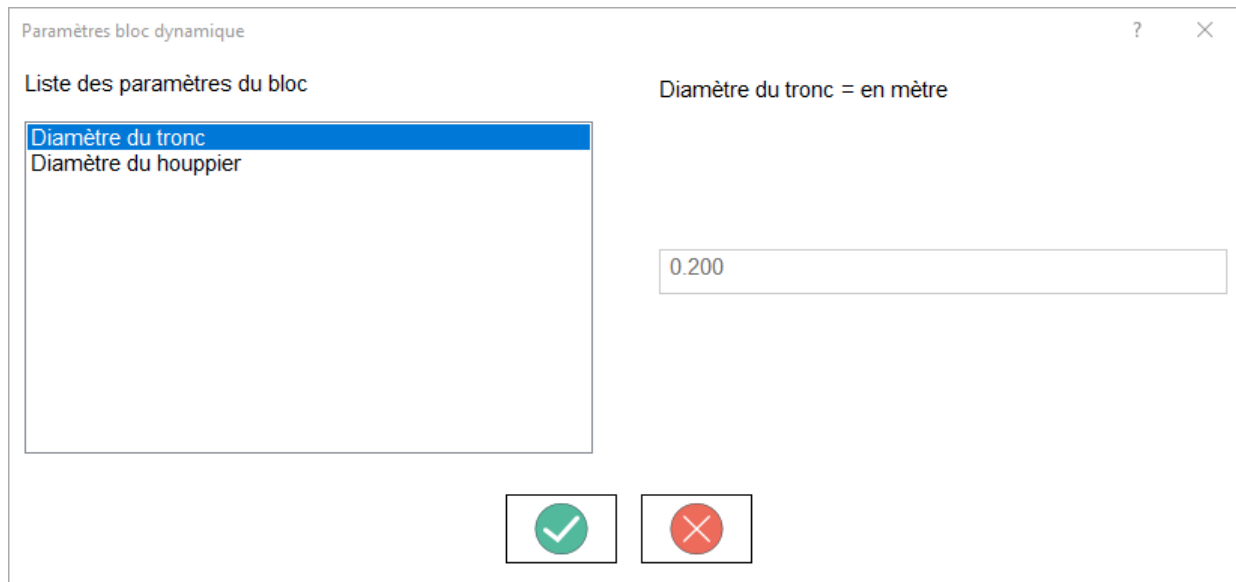 Paramètres bloc dynamique
?
Liste des paramètres du bloc
Diamètre du tronc = en mètre
Diamètre du tronc
Diamètre du houppier
0.200